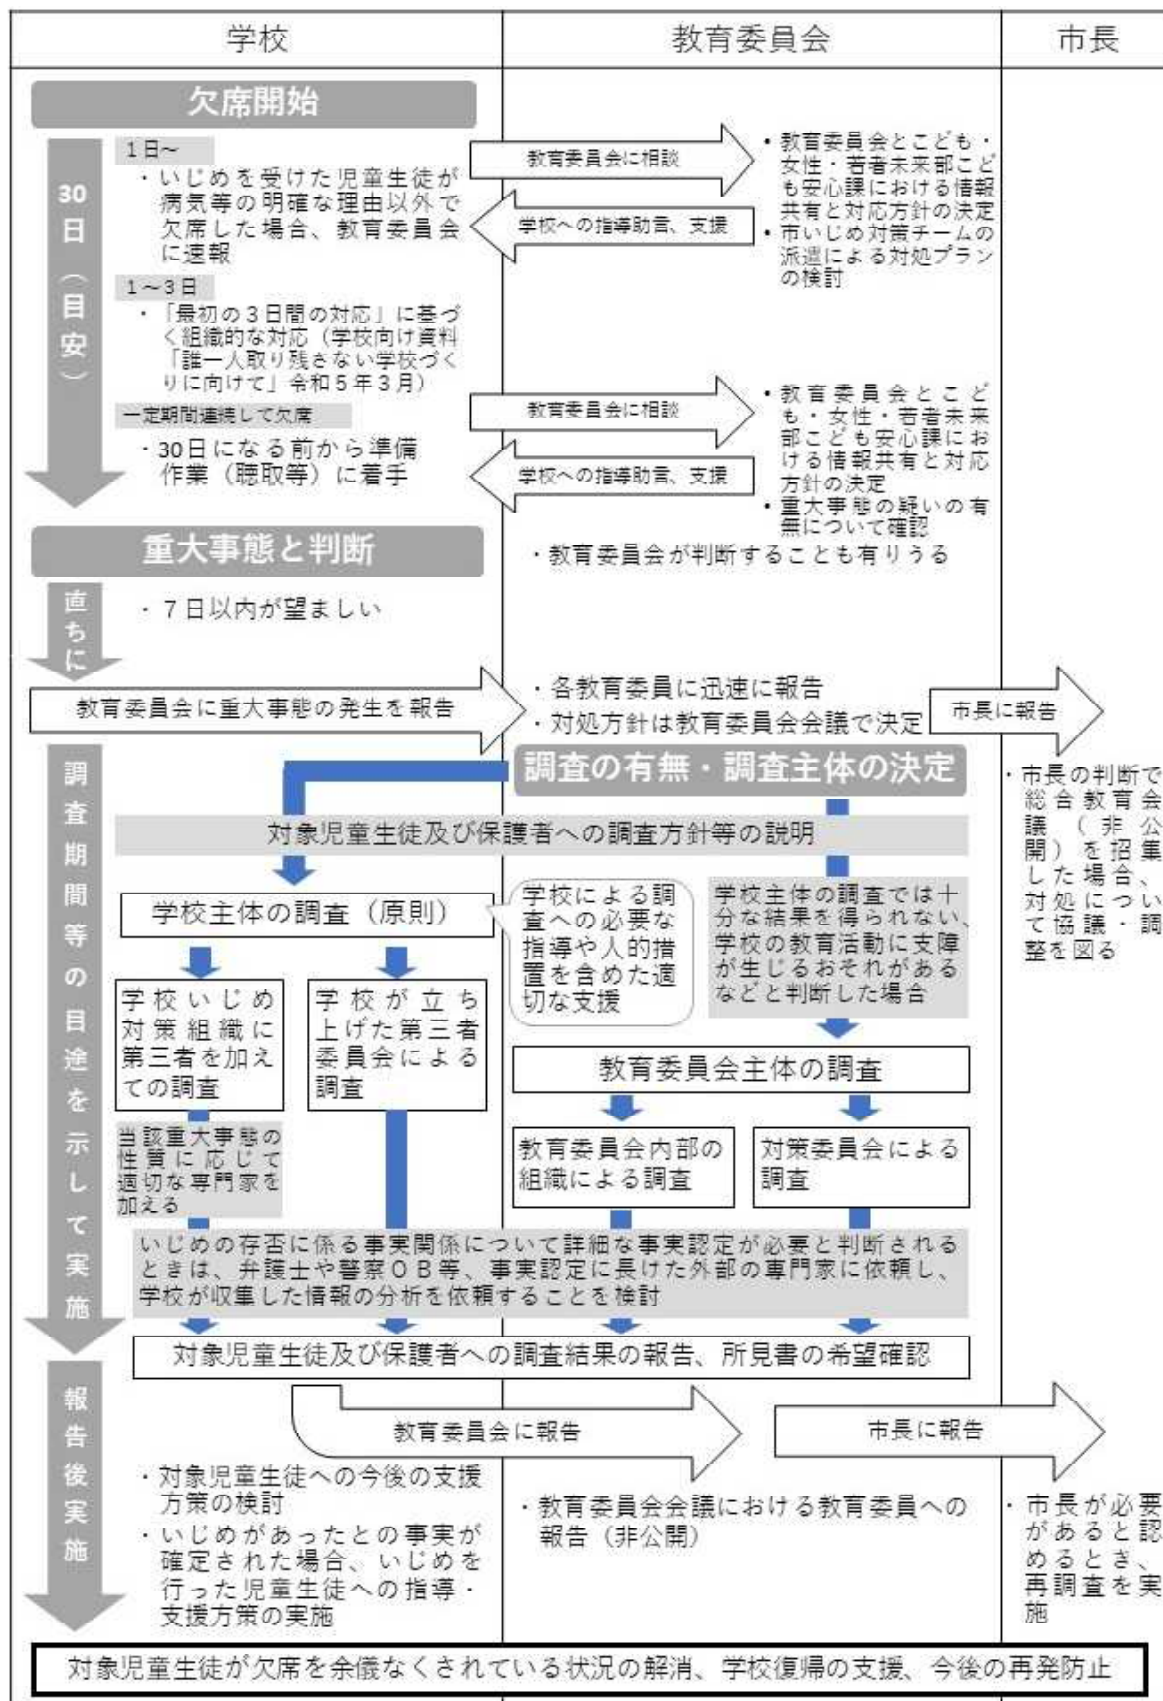 学校
教育委員会
市長
欠席開始
30日（目安）
１日～
・いじめを受けた児童生徒が
病気等の明確な理由以外で
欠席した場合、教育委員会
に速報
教育委員会に相談
学校への指導助言、支援
・教育委員会とこども・
女性・若者未来部こど
も安心課における情報
共有と対応方針の決定
・市いじめ対策チームの
派遣による対処プラン
の検討
１～３日
・「最初の３日間の対応」に基づ
く組織的な対応（学校向け資料
「誰一人取り残さない学校づく
りに向けて」令和５年３月）
一定期間連続して欠席
・30日になる前から準備
作業（聴取等）に着手
教育委員会に相談
学校への指導助言、支援
・教育委員会とこど
も・女性・若者未来
部こども安心課にお
ける情報共有と対応
方針の決定
・重大事態の疑いの有
無について確認
重大事態と判断
・教育委員会が判断することも有りうる
直ちに
・７日以内が望ましい
教育委員会に重大事態の発生を報告
・各教育委員に迅速に報告
・対処方針は教育委員会会議で決定
市長に報告
調査期間等の目途を示して実施
調査の有無・調査主体の決定
・市長の判断で
総合教育会
議（非公
開）を招集
した場合、
対処につい
て協議・調
整を図る
対象児童生徒及び保護者への調査方針等の説明
学校主体の調査（原則）
学校による調
査への必要な
指導や人的措
置を含めた適
切な支援
学校主体の調査では十
分な結果を得られない、
学校の教育活動に支障
が生じるおそれがある
などと判断した場合
学校いじめ
対策組織に
第三者を加え
ての調査
学校が立ち
上げた第三者
委員会による
調査
教育委員会主体の調査
当該重大事態の
性質に応じて
適切な専門家を
加える
教育委員会内部の
組織による調査
対策委員会による
調査
いじめの存否に係る事実関係について詳細な事実認定が必要と判断される
ときは、弁護士や警察ＯＢ等、事実認定に長けた外部の専門家に依頼し、
学校が収集した情報の分析を依頼することを検討
対象児童生徒及び保護者への調査結果の報告、所見書の希望確認
報告後実施
教育委員会に報告
市長に報告
・対象児童生徒への今後の支援
方策の検討
・いじめがあったとの事実が
確定された場合、いじめを
行った児童生徒への指導・
支援方策の実施
・教育委員会会議における教育委員への
報告（非公開）
・市長が必要
があると認
めるとき、
再調査を実
施
対象児童生徒が欠席を余儀なくされている状況の解消、学校復帰の支援、今後の再発防止